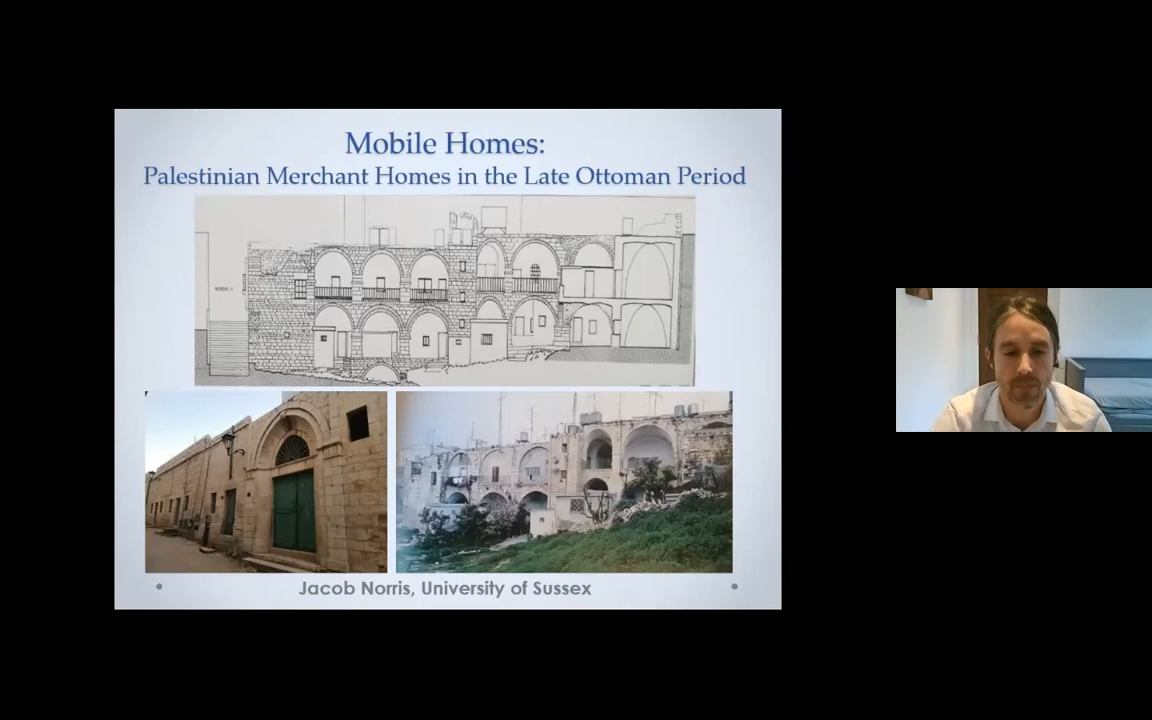 Mobile Homes:
Palestinian Merchant Homes in the Late Ottoman Period
Jacob Norris, University of Sussex